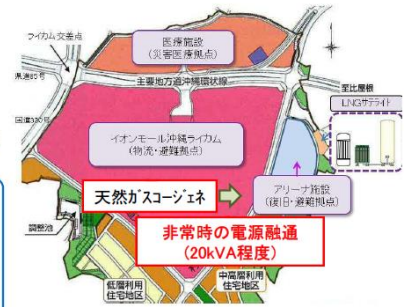 ライカム交差点
医療施設
(災害医療拠点)
県道85号
主要地方道沖縄環状線
至比屋根
LNGサテライト
国道330号
イオンモール沖縄ライカム
(物流・避難拠点)
天然ガスコージェネ
アリーナ施設
(復旧・避難拠点)
調整池
非常時の電源融通
(20kVA程度)
低層利用
住宅地区
中高層利用
住宅地区